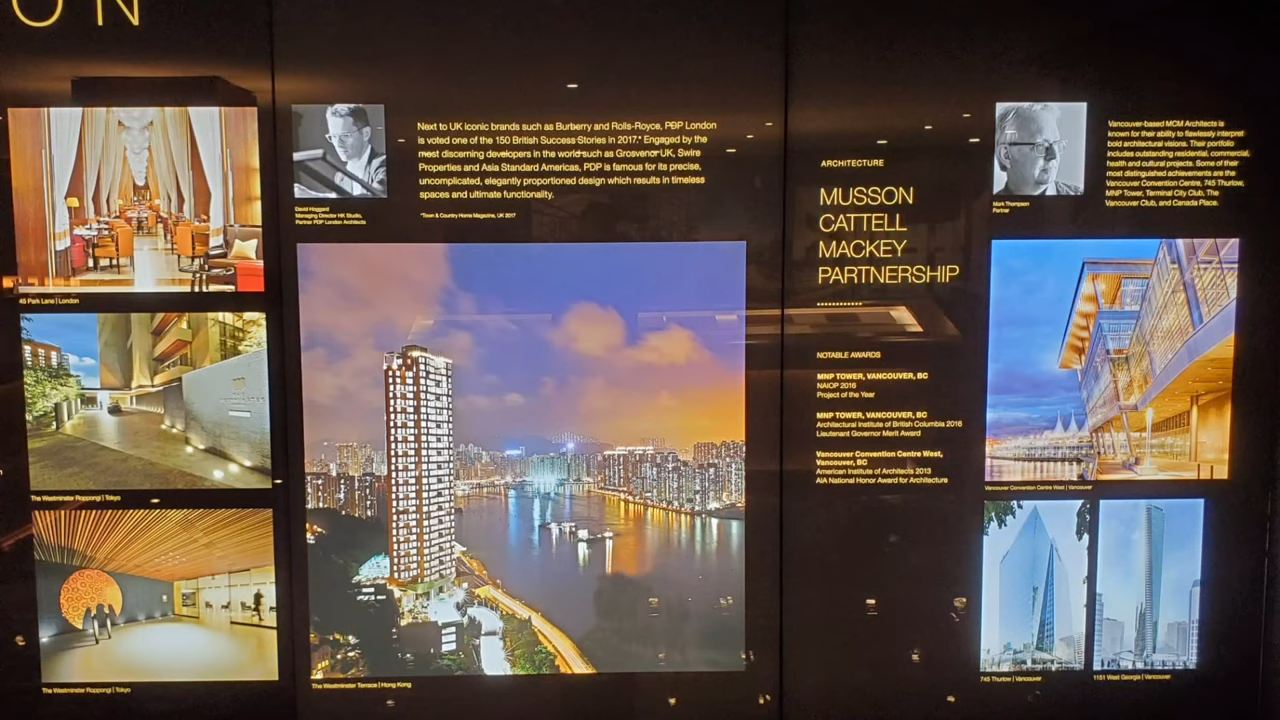 ON
45 Park Lane | London
The Westminster Roppongi | Tokyo
The Westminster Roppongi | Tokyo
David Hoggard
Managing Director HK Studio,
Partner PDP London Architects
Next to UK iconic brands such as Burberry and Rolls-Royce, PDP London
is voted one of the 150 British Success Stories in 2017.* Engaged by the
most discerning developers in the world such as Grosvenor UK, Swire
Properties and Asia Standard Americas, PDP is famous for its precise,
uncomplicated, elegantly proportioned design which results in timeless
spaces and ultimate functionality.
*Town & Country Home Magazine, UK 2017
The Westminster Terrace | Hong Kong
ARCHITECTURE
MUSSON
CATTELL
MACKEY
PARTNERSHIP
NOTABLE AWARDS
MNP TOWER, VANCOUVER, BC
NAIOP 2016
Project of the Year
MNP TOWER, VANCOUVER, BC
Architectural Institute of British Columbia 2016
Lieutenant Governor Merit Award
Vancouver Convention Centre West,
Vancouver, BC
American Institute of Architects 2013
AIA National Honor Award for Architecture
Mark Thompson
Partner
Vancouver-based MCM Architects is
known for their ability to flawlessly interpret
bold architectural visions. Their portfolio
includes outstanding residential, commercial,
health and cultural projects. Some of their
most distinguished achievements are the
Vancouver Convention Centre, 745 Thurlow,
MNP Tower, Terminal City Club, The
Vancouver Club, and Canada Place.
Vancouver Convention Centre West | Vancouver
745 Thurlow | Vancouver
1151 West Georgia | Vancouver